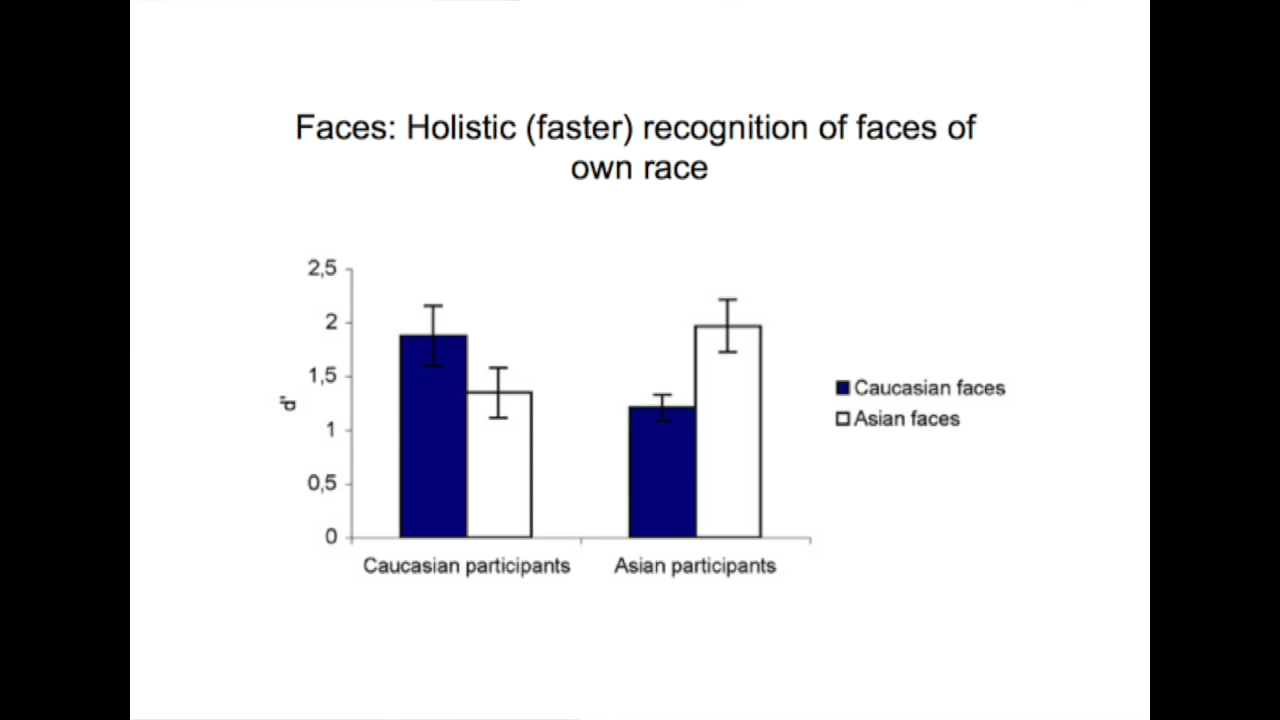 Faces: Holistic (faster) recognition of faces of
own race
2,5
2
1,5
1
0,5
0
d'
Caucasian participants
Asian participants
Caucasian faces
Asian faces